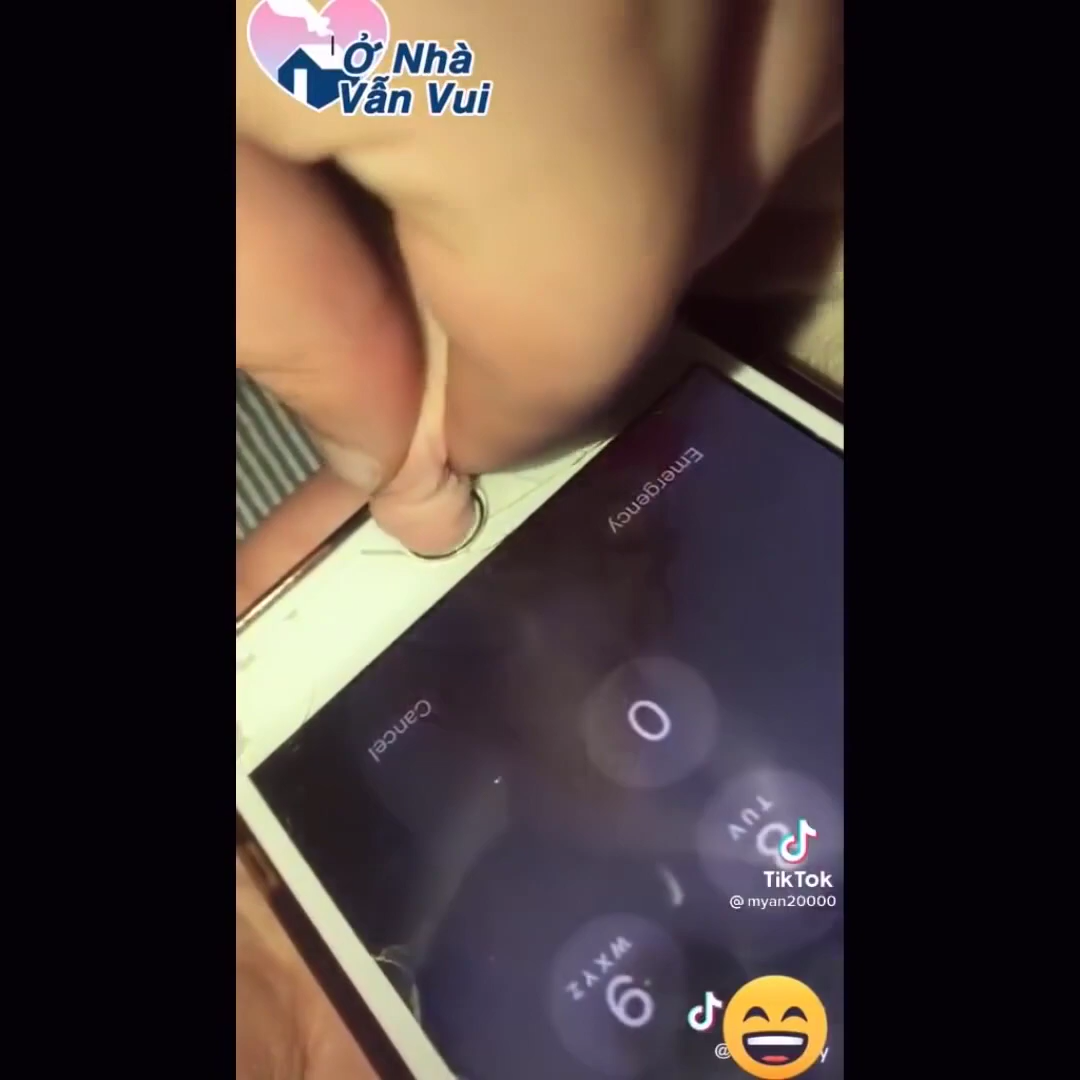 Ở Nhà
Vẫn Vui
Emergency
Cancel
0
TUV
8
WXYZ
9
TikTok
@myan20000
@
y